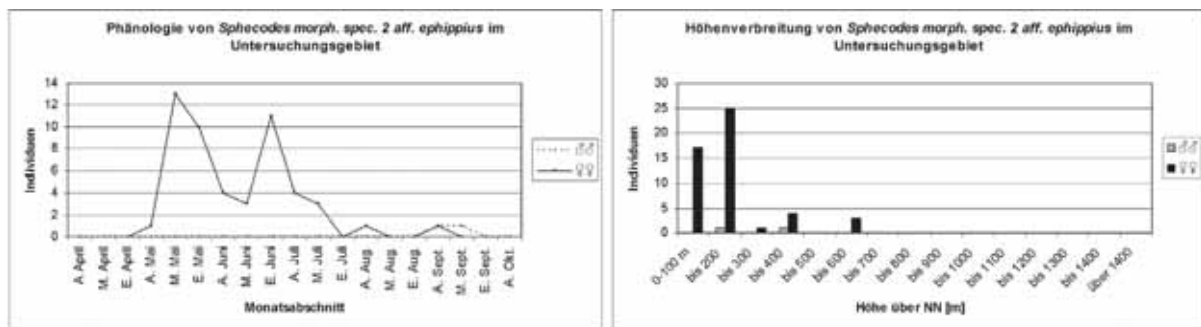 Phänologie von Sphecodes morph. spec. 2 aff. ephippius im
Untersuchungsgebiet
14
12
10
8
6
4
2
0
Individuen
A. April
M. April
E. April
A. Mai
M. Mai
E. Mai
A. Juni
M. Juni
E. Juni
A. Juli
M. Juli
E. Juli
A. Aug.
M. Aug.
E. Aug.
A. Sept.
M. Sept.
E. Sept.
A. Okt.
Monatsabschnitt
♂♂
♀♀
Höhenverbreitung von Sphecodes morph. spec. 2 aff. ephippius im
Untersuchungsgebiet
30
25
20
15
10
5
0
Individuen
0-100 m
bis 200
bis 300
bis 400
bis 500
bis 600
bis 700
bis 800
bis 900
bis 1000
bis 1100
bis 1200
bis 1300
bis 1400
über 1400
Höhe über NN [m]
♂♂
♀♀